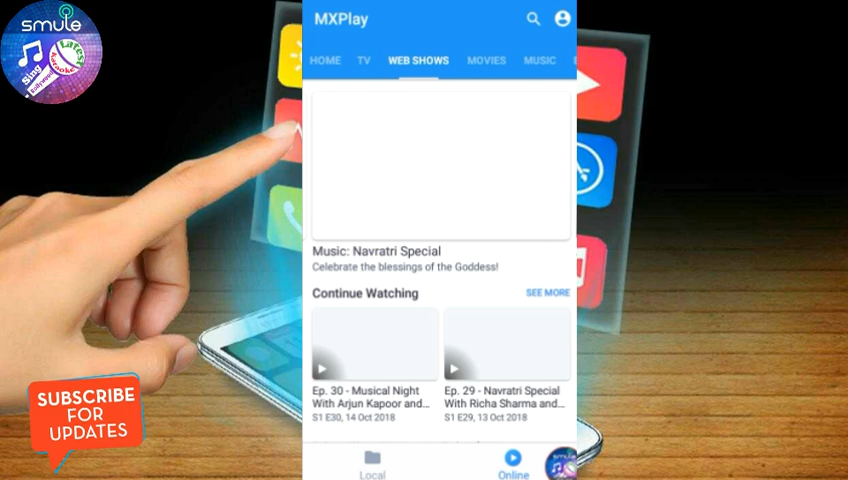 smule
Sing
Latest
Karaoke
Bollywood
MXPlay
HOME TV WEB SHOWS MOVIES MUSIC
Music: Navratri Special
Celebrate the blessings of the Goddess!
Continue Watching SEE MORE
Ep. 30 - Musical Night
With Arjun Kapoor and...
S1 E30, 14 Oct 2018
Ep. 29 - Navratri Special
With Richa Sharma and...
S1 E29, 13 Oct 2018
Local Online
SUBSCRIBE
FOR
UPDATES